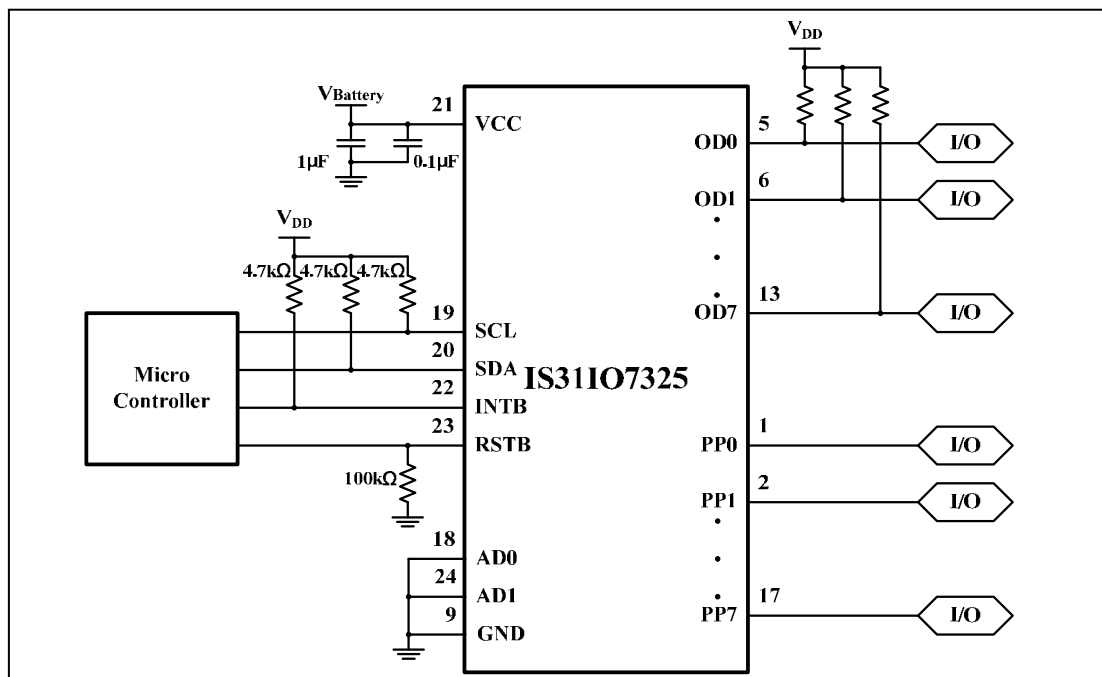 VDD
VBattery
21
VCC
1µF
0.1µF
5
OD0
I/O
6
OD1
I/O
VDD
4.7kΩ
4.7kΩ
4.7kΩ
13
OD7
I/O
19
SCL
20
SDA
IS31IO7325
Micro
Controller
22
INTB
23
RSTB
1
PP0
I/O
100kΩ
2
PP1
I/O
18
AD0
24
AD1
17
PP7
I/O
9
GND